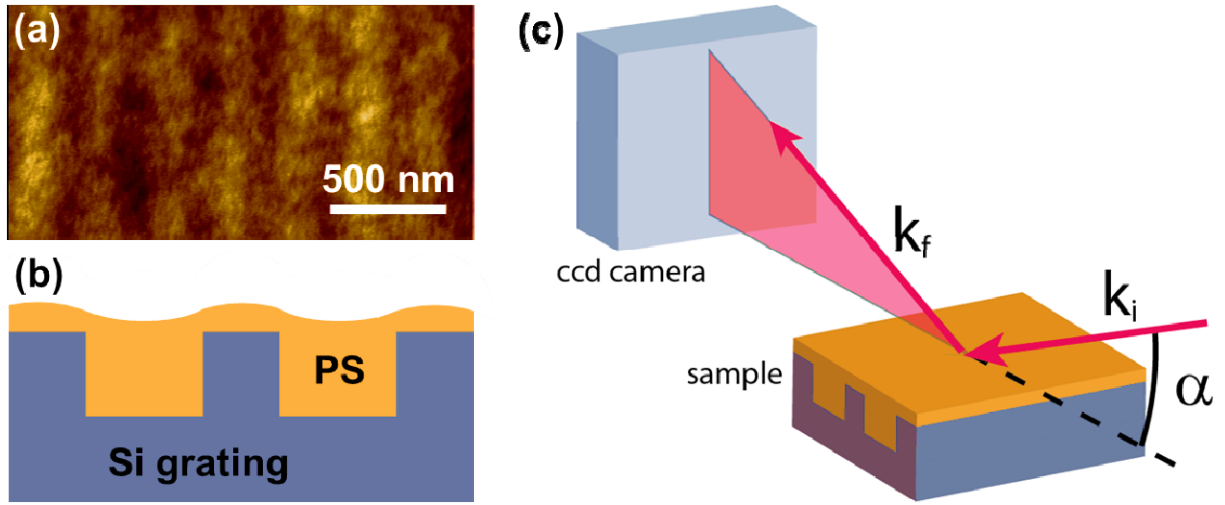 (a)
500 nm
(b)
PS
Si grating
(c)
ccd camera
k_f
k_i
sample
α